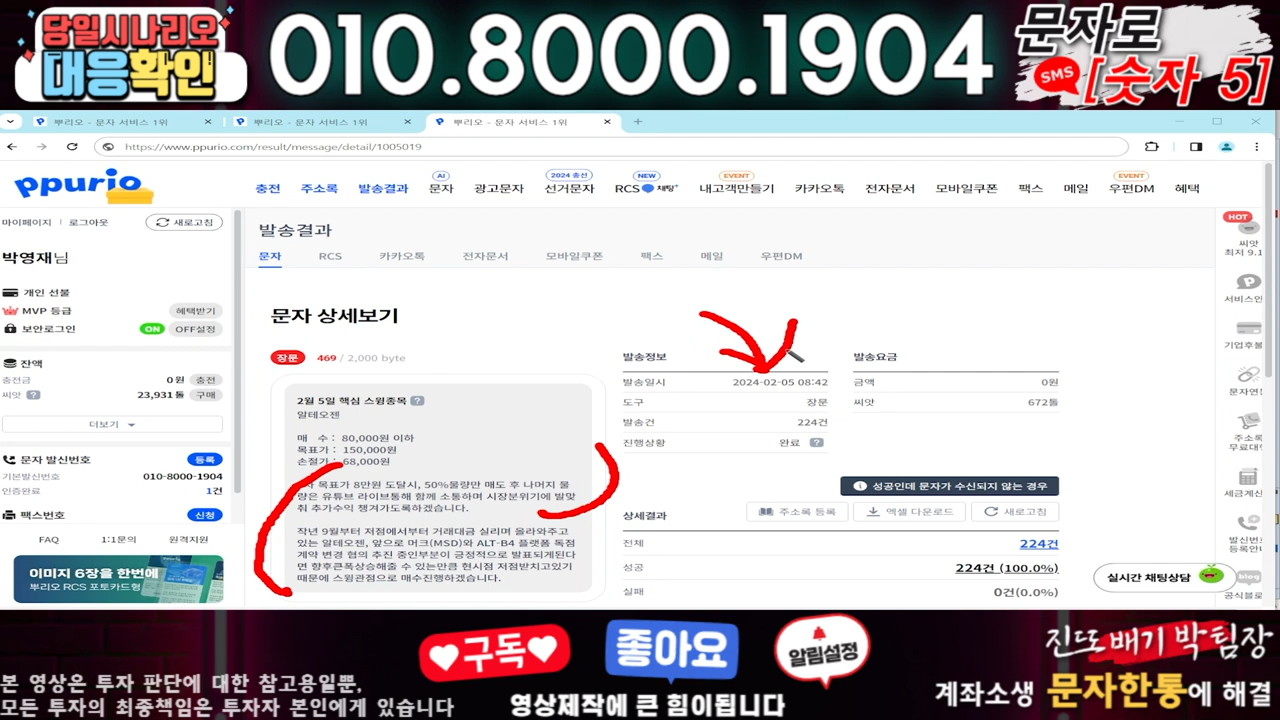 당일시나리오
대응확인
010.8000.1904
문자로
SMS
[숫자 5]
뿌리오 - 문자 서비스 1위
뿌리오 - 문자 서비스 1위
뿌리오 - 문자 서비스 1위
https://www.ppurio.com/result/message/detail/1005019
ppurio
충전
주소록
발송결과
AI
문자
광고문자
2024 총선
선거문자
NEW
RCS 채팅+
EVENT
내고객만들기
카카오톡
전자문서
모바일쿠폰
팩스
메일
EVENT
우편DM
혜택
마이페이지 | 로그아웃
새로고침
박영재님
개인 선불
MVP 등급
혜택받기
보안로그인
ON
OFF설정
잔액
충전금
0원
충전
씨앗 ?
23,931 톨
구매
더보기
문자 발신번호
등록
기본발신번호
010-8000-1904
인증완료
1건
팩스번호
신청
FAQ
1:1문의
원격지원
이미지 6장을 한번에
뿌리오 RCS 포토카드형
발송결과
문자
RCS
카카오톡
전자문서
모바일쿠폰
팩스
메일
우편DM
문자 상세보기
장문
469 / 2,000 byte
2월 5일 핵심 스윙종목 ?
알테오젠
매 수 : 80,000원 이하
목표가 : 150,000원
손절가 : 68,000원
목표가 8만원 도달시, 50%물량만 매도 후 나머지 물
량은 유튜브 라이브통해 함께 소통하며 시장분위기에 발맞
춰 추가수익 챙겨가도록하겠습니다.
작년 9월부터 저점에서부터 거래대금 실리며 올라와주고
있는 알테오젠, 앞으로 머크(MSD)와 ALT-B4 플랫폼 독점
계약 변경 협의 추진 중인부분이 긍정적으로 발표되게된다
면 향후큰폭상승해줄 수 있는만큼 현시점 저점받치고있기
때문에 스윙관점으로 매수진행하겠습니다.
발송정보
발송일시
2024-02-05 08:42
도구
장문
발송건
224건
진행상황
완료 ?
발송요금
금액
0원
씨앗
672톨
성공인데 문자가 수신되지 않는 경우
상세결과
주소록 등록
엑셀 다운로드
새로고침
전체
224건
성공
224건 (100.0%)
실패
0건(0.0%)
HOT
씨앗
최저 9.1
서비스인
기업후불
문자연동
주소록
무료대행
세금계산
발신번호
등록안내
blog
공식블로
실시간 채팅상담
구독
좋아요
알림설정
영상제작에 큰 힘이됩니다
본 영상은 투자 판단에 대한 참고용일뿐,
모든 투자의 최종책임은 투자자 본인에게 있습니다
진또배기 박팀장
계좌소생 문자한통에 해결